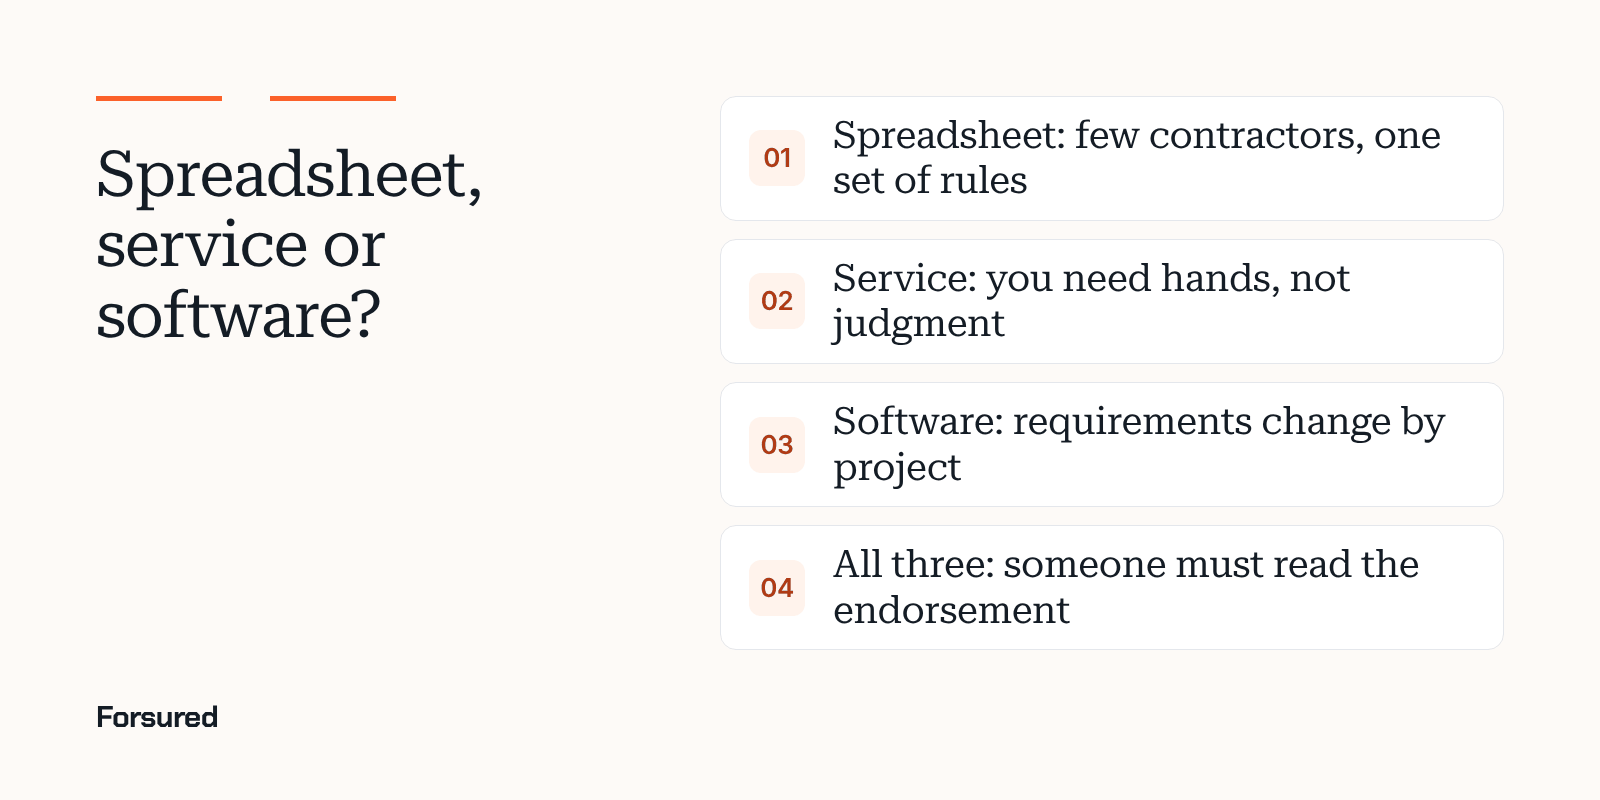 Spreadsheet,
service or
software?
01
Spreadsheet: few contractors, one
set of rules
02
Service: you need hands, not
judgment
03
Software: requirements change by
project
04
All three: someone must read the
endorsement
Forsured